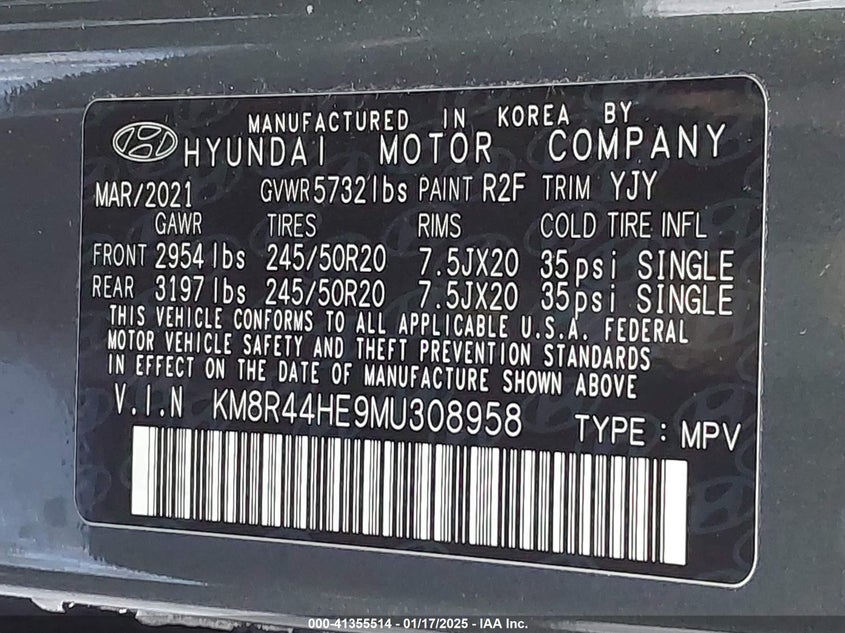 MANUFACTURED IN KOREA BY
HYUNDAI MOTOR COMPANY
MAR/2021 GVWR 5732 lbs PAINT R2F TRIM YJY
GAWR TIRES RIMS COLD TIRE INFL
FRONT 2954 lbs 245/50R20 7.5JX20 35psi SINGLE
REAR 3197 lbs 245/50R20 7.5JX20 35psi SINGLE
THIS VEHICLE CONFORMS TO ALL APPLICABLE U.S.A. FEDERAL
MOTOR VEHICLE SAFETY AND THEFT PREVENTION STANDARDS
IN EFFECT ON THE DATE OF MANUFACTURE SHOWN ABOVE
V.I.N KM8R44HE9MU308958 TYPE : MPV
000-41355514 - 01/17/2025 - IAA Inc.